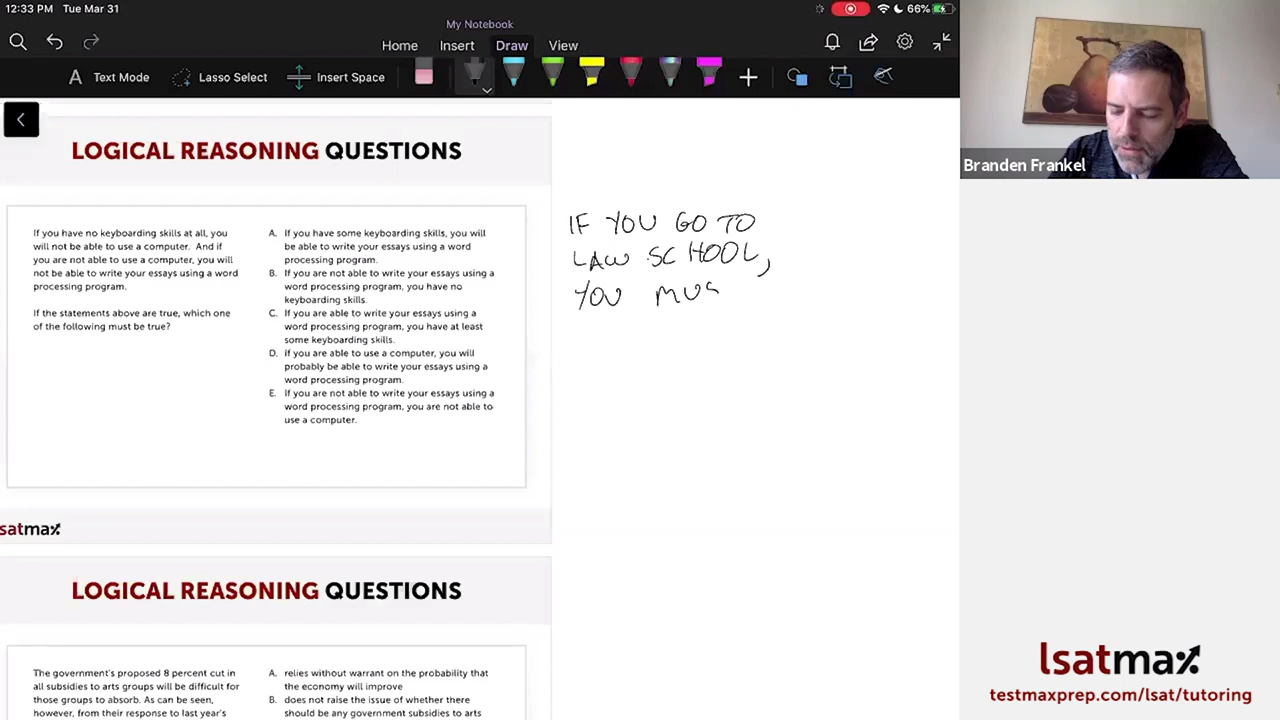 12:33 PM Tue Mar 31
66%
My Notebook
Home Insert Draw View
Text Mode Lasso Select Insert Space
LOGICAL REASONING QUESTIONS
If you have no keyboarding skills at all, you
will not be able to use a computer. And if
you are not able to use a computer, you will
not be able to write your essays using a word
processing program.
If the statements above are true, which one
of the following must be true?
A. If you have some keyboarding skills, you will
be able to write your essays using a word
processing program.
B. If you are not able to write your essays using a
word processing program, you have no
keyboarding skills.
C. If you are able to write your essays using a
word processing program, you have at least
some keyboarding skills.
D. If you are able to use a computer, you will
probably be able to write your essays using a
word processing program.
E. If you are not able to write your essays using a
word processing program, you are not able to
use a computer.
IF YOU GO TO
LAW SCHOOL,
YOU MUS
satmax
LOGICAL REASONING QUESTIONS
The government's proposed 8 percent cut in
all subsidies to arts groups will be difficult for
those groups to absorb. As can be seen,
however, from their response to last year's
A. relies without warrant on the probability that
the economy will improve
B. does not raise the issue of whether there
should be any government subsidies to arts
Branden Frankel
lsatmax
testmaxprep.com/lsat/tutoring